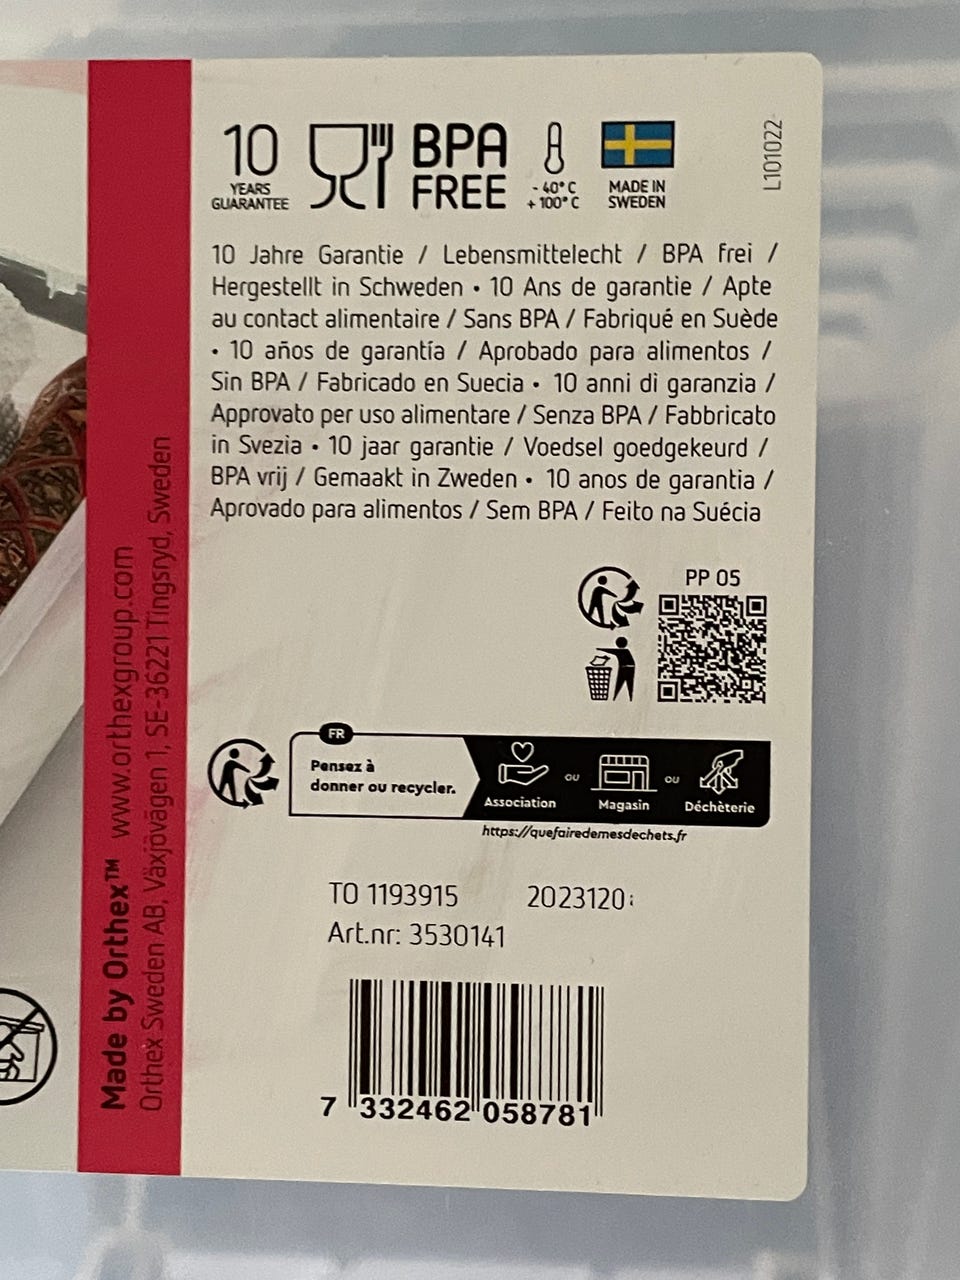 10
YEARS
GUARANTEE
BPA
FREE
- 40° C
+ 100° C
MADE IN
SWEDEN
L101022
10 Jahre Garantie / Lebensmittelecht / BPA frei /
Hergestellt in Schweden • 10 Ans de garantie / Apte
au contact alimentaire / Sans BPA / Fabriqué en Suède
• 10 años de garantía / Aprobado para alimentos /
Sin BPA / Fabricado en Suecia • 10 anni di garanzia /
Approvato per uso alimentare / Senza BPA / Fabbricato
in Svezia • 10 jaar garantie / Voedsel goedgekeurd /
BPA vrij / Gemaakt in Zweden • 10 anos de garantia /
Aprovado para alimentos / Sem BPA / Feito na Suécia
Made by Orthex™ www.orthexgroup.com
Orthex Sweden AB, Växjövägen 1, SE-36221 Tingsryd, Sweden
PP 05
FR
Pensez à
donner ou recycler.
Association
OU
Magasin
OU
Déchèterie
https://quefairedemesdechets.fr
TO 1193915 2023120
Art.nr: 3530141
7 332462 058781